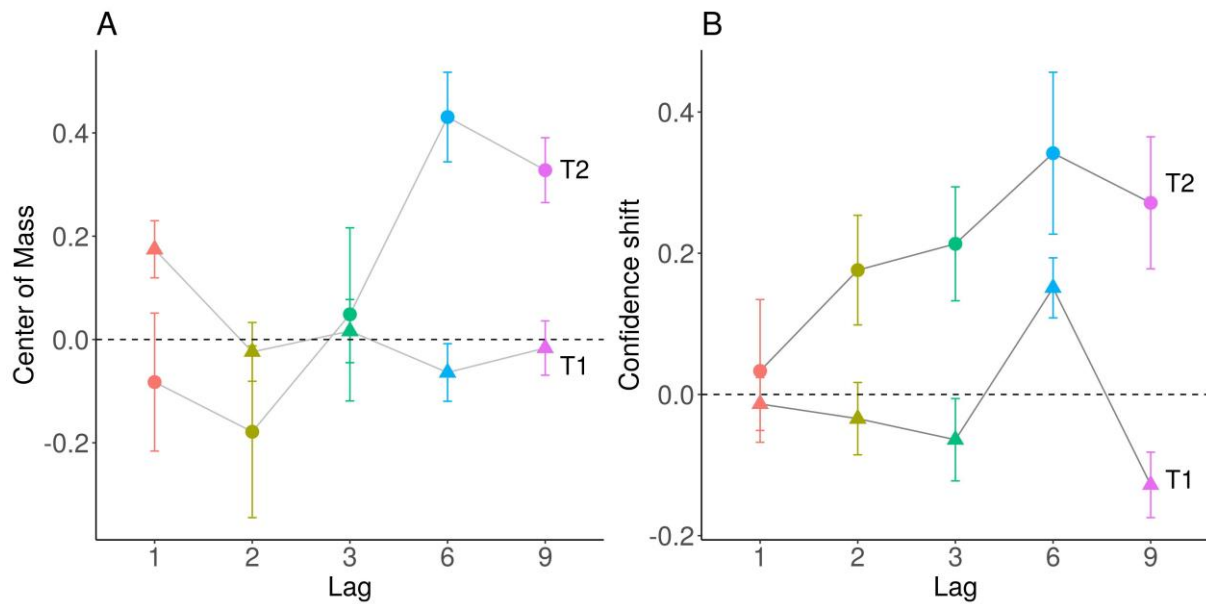 A
Center of Mass
0.4
0.2
0.0
-0.2
T2
T1
1 2 3 6 9
Lag
B
Confidence shift
0.4
0.2
0.0
-0.2
T2
T1
1 2 3 6 9
Lag